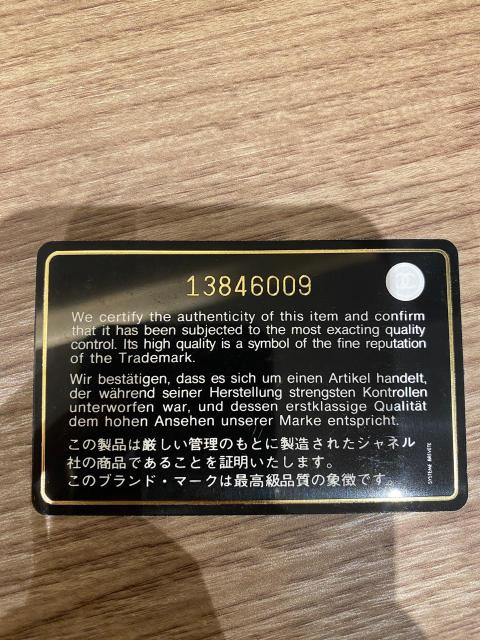 13846009
We certify the authenticity of this item and confirm
that it has been subjected to the most exacting quality
control. Its high quality is a symbol of the fine reputation
of the Trademark.
Wir bestätigen, dass es sich um einen Artikel handelt,
der während seiner Herstellung strengsten Kontrollen
unterworfen war, und dessen erstklassige Qualität
dem hohen Ansehen unserer Marke entspricht.
この製品は厳しい管理のもとに製造されたシャネル
社の商品であることを証明いたします。
このブランド・マークは最高級品質の象徴です。
SYSTEME BREVETE